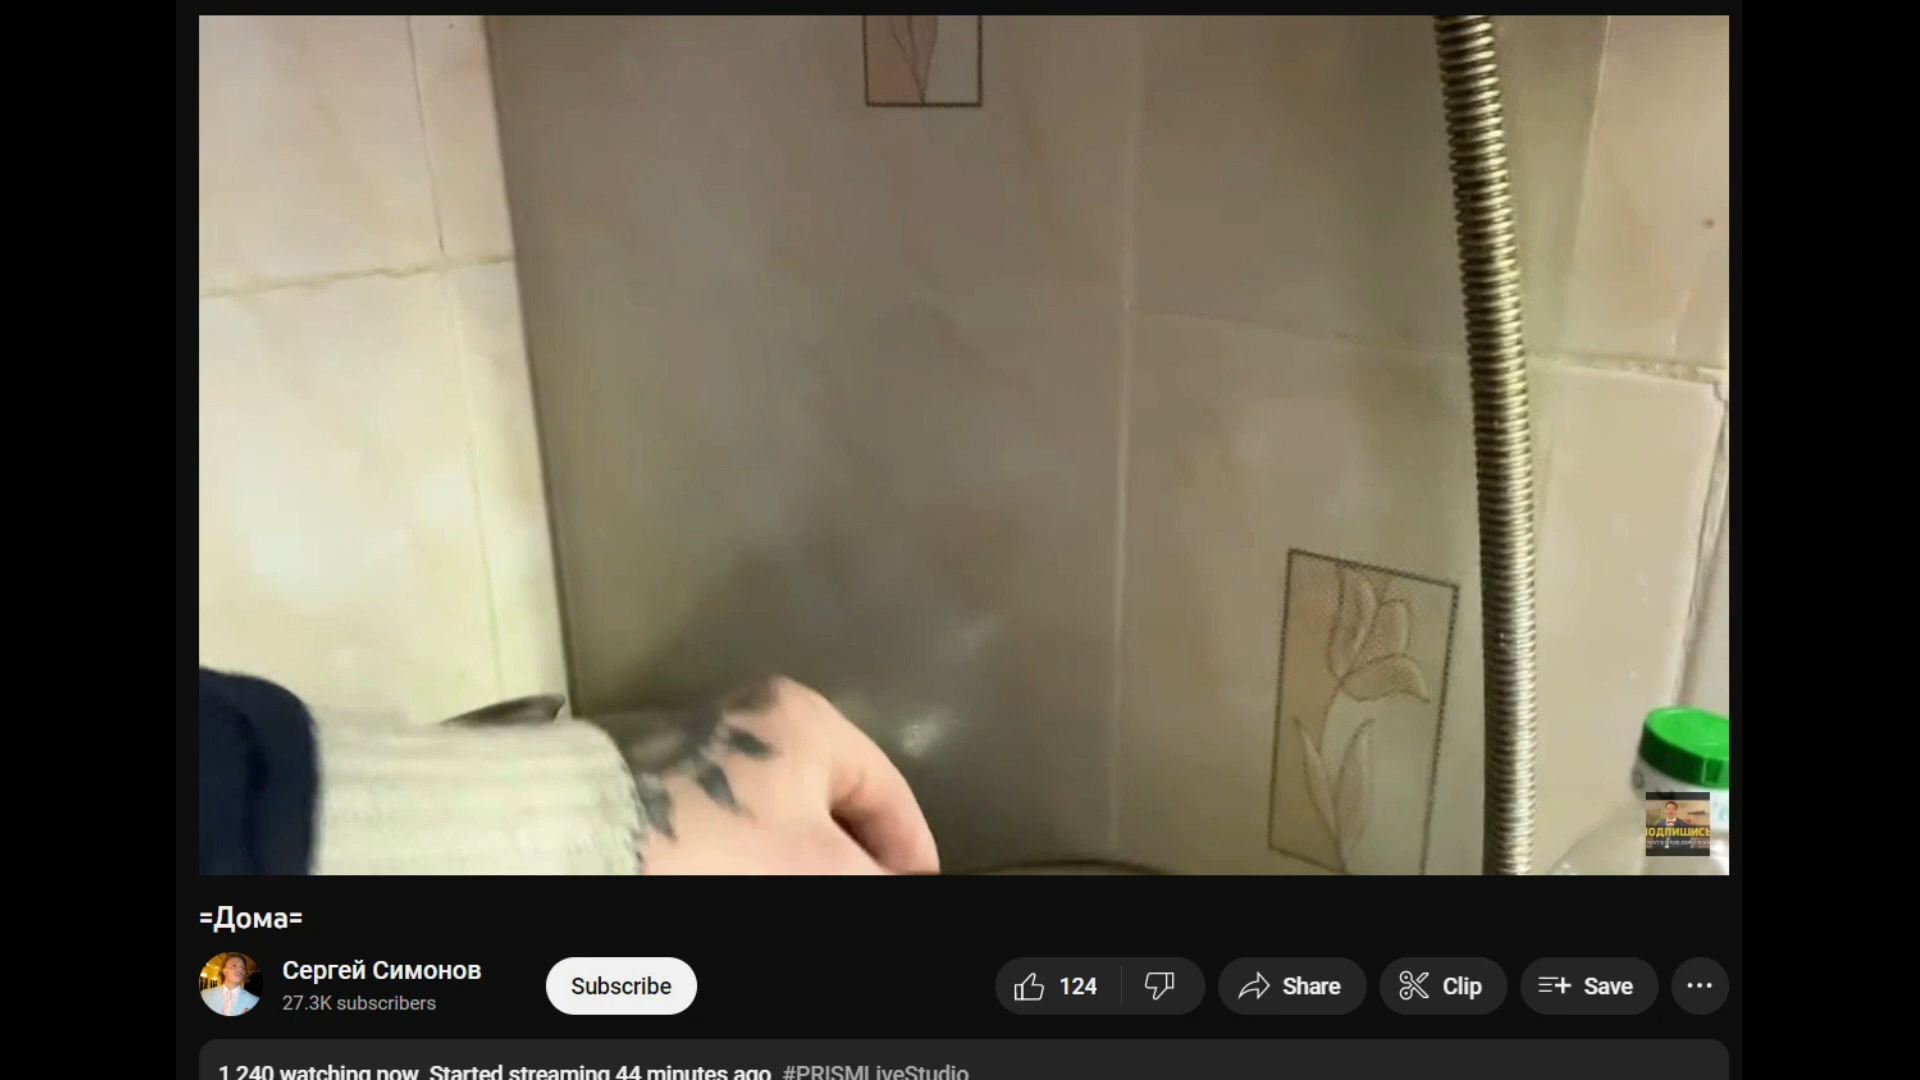 ПОДПИШИСЬ
=Дома=
Сергей Симонов
27.3K subscribers
Subscribe
124
Share
Clip
Save
1,240 watching now Started streaming 44 minutes ago #PRISMLiveStudio